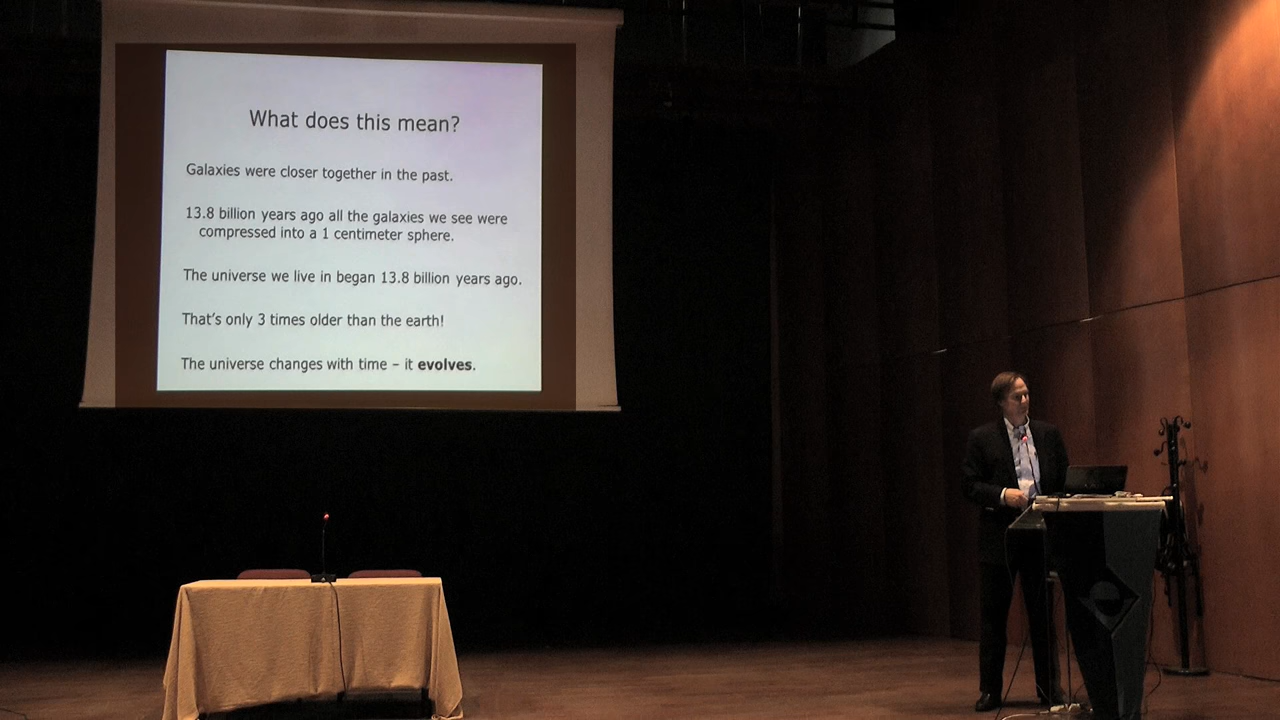 What does this mean?
Galaxies were closer together in the past.
13.8 billion years ago all the galaxies we see were
compressed into a 1 centimeter sphere.
The universe we live in began 13.8 billion years ago.
That's only 3 times older than the earth!
The universe changes with time – it evolves.